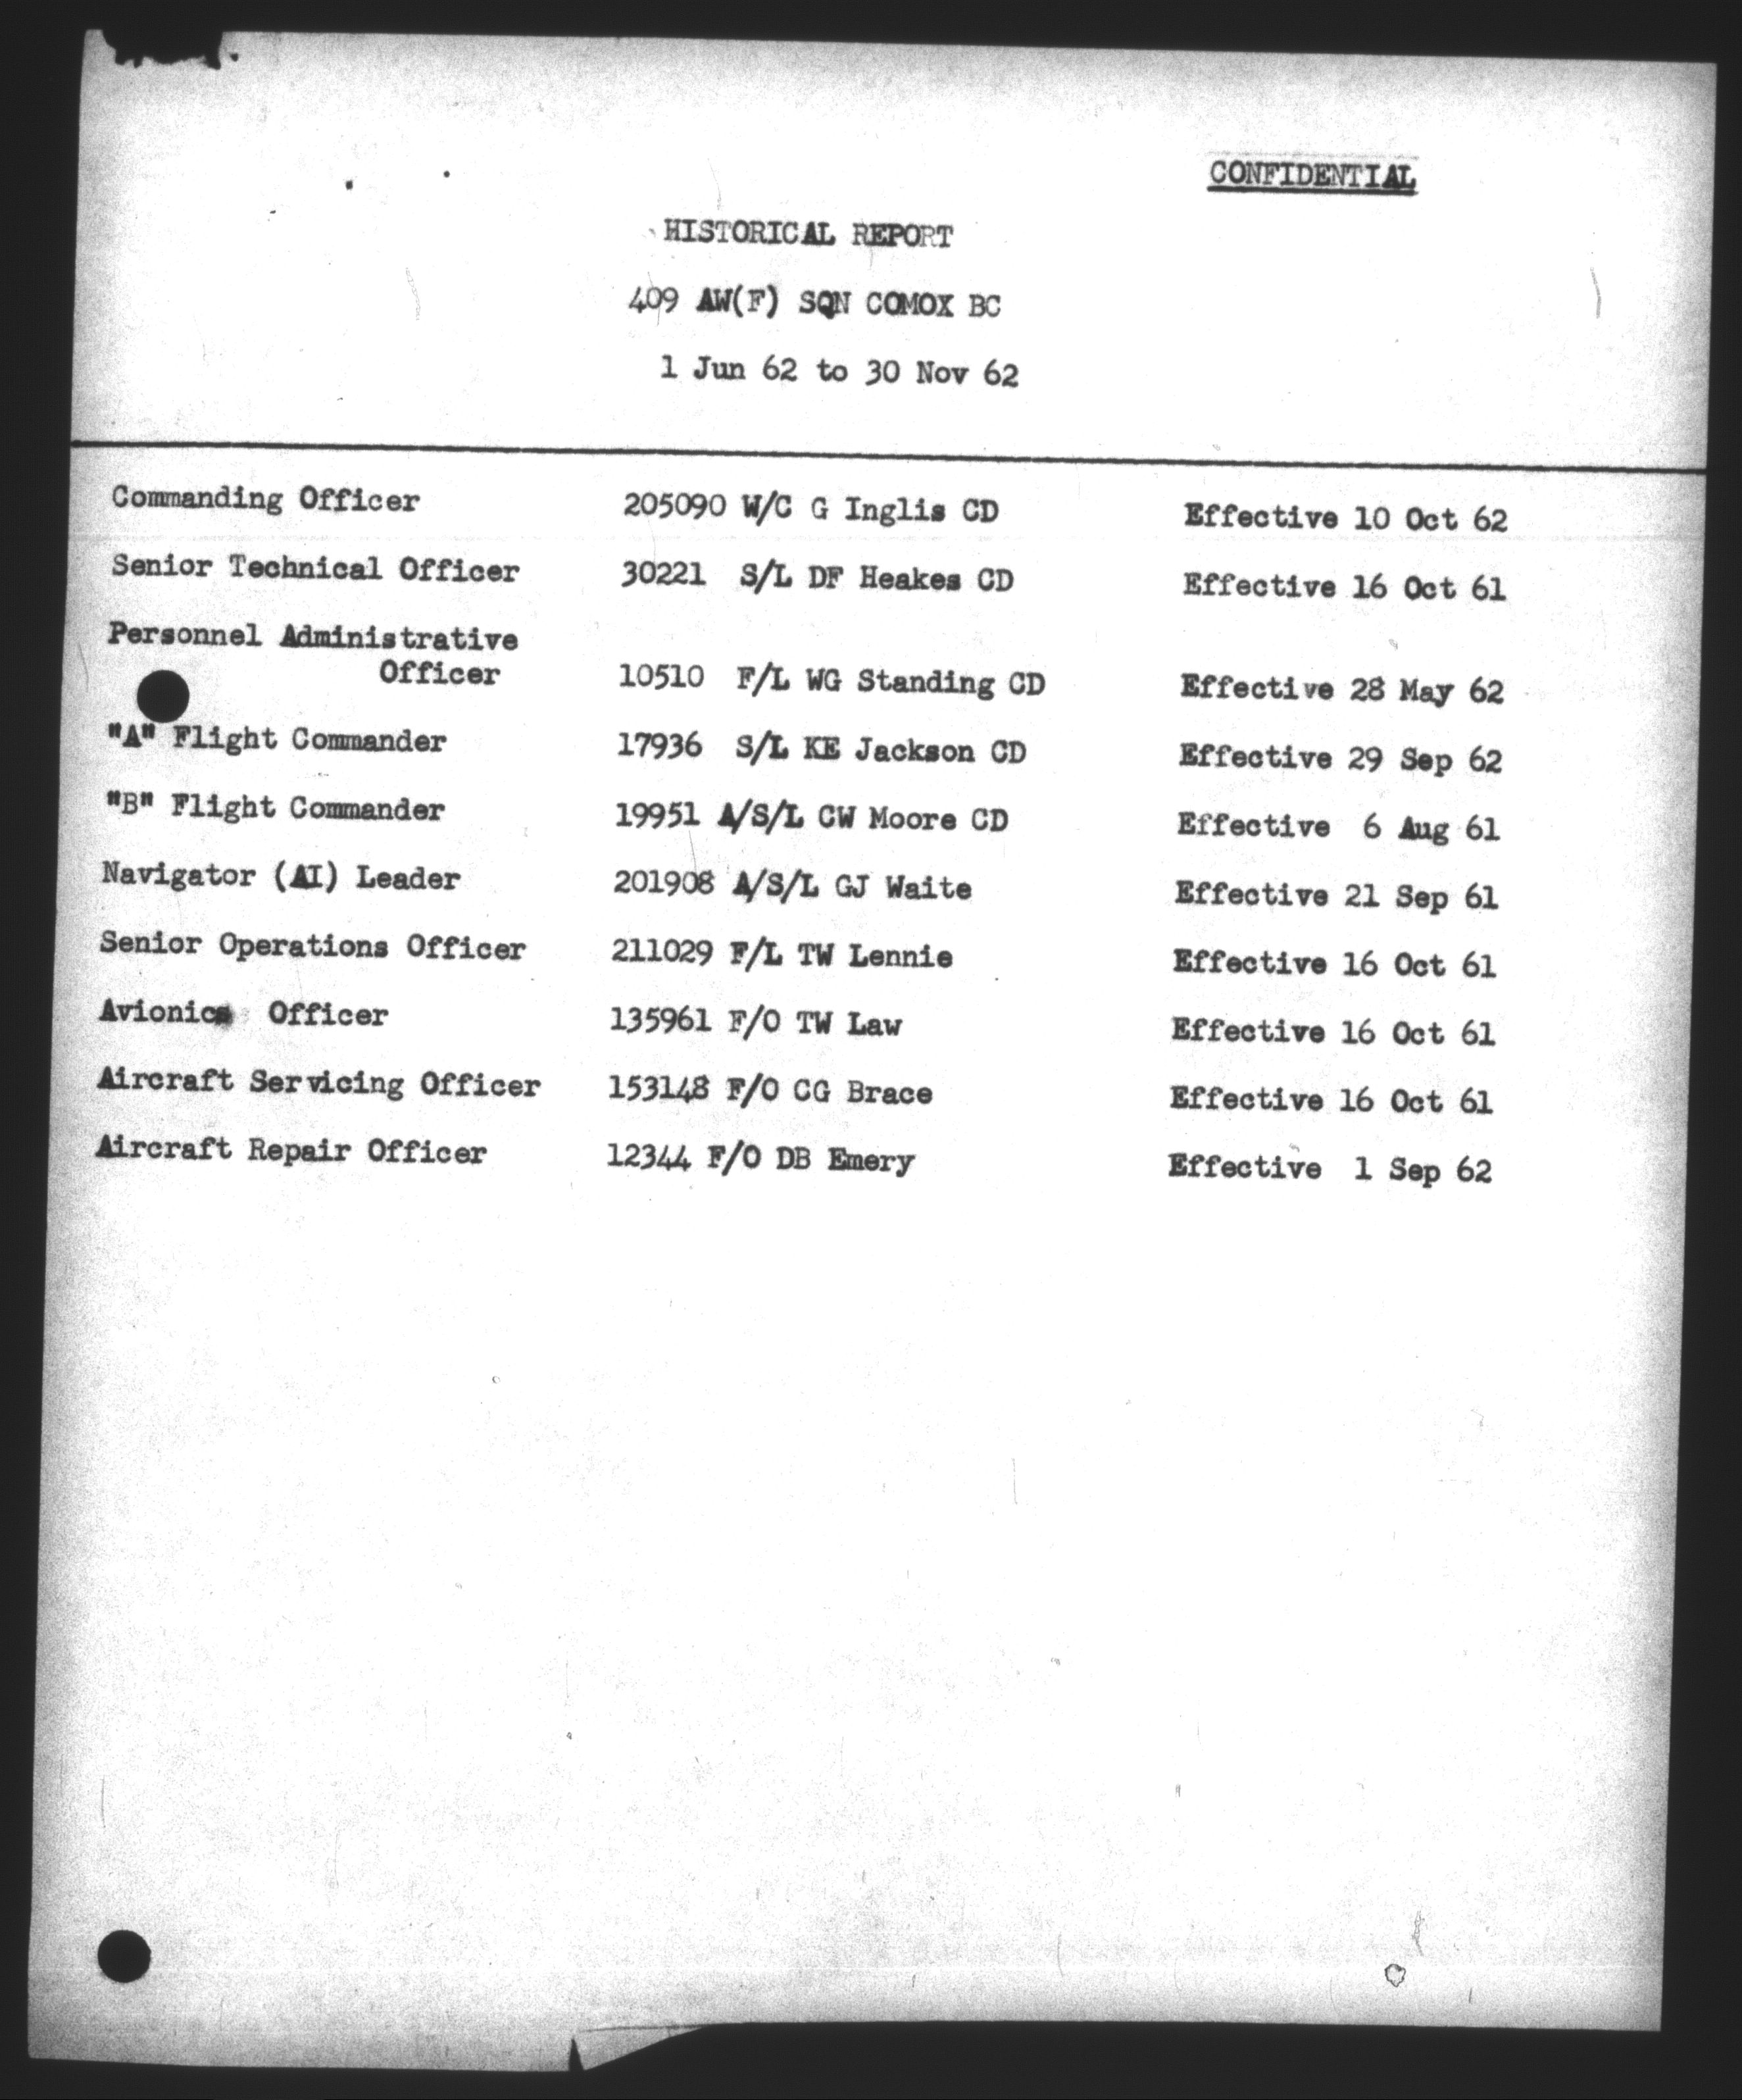 CONFIDENTIAL
HISTORICAL REPORT
409 AW(F) SQN COMOX BC
1 Jun 62 to 30 Nov 62
Commanding Officer 205090 W/C G Inglis CD Effective 10 Oct 62
Senior Technical Officer 30221 S/L DF Heakes CD Effective 16 Oct 61
Personnel Administrative
Officer 10510 F/L WG Standing CD Effective 28 May 62
"A" Flight Commander 17936 S/L KE Jackson CD Effective 29 Sep 62
"B" Flight Commander 19951 A/S/L CW Moore CD Effective 6 Aug 61
Navigator (AI) Leader 201908 A/S/L GJ Waite Effective 21 Sep 61
Senior Operations Officer 211029 F/L TW Lennie Effective 16 Oct 61
Avionics Officer 135961 F/O TW Law Effective 16 Oct 61
Aircraft Servicing Officer 153148 F/O CG Brace Effective 16 Oct 61
Aircraft Repair Officer 12344 F/O DB Emery Effective 1 Sep 62